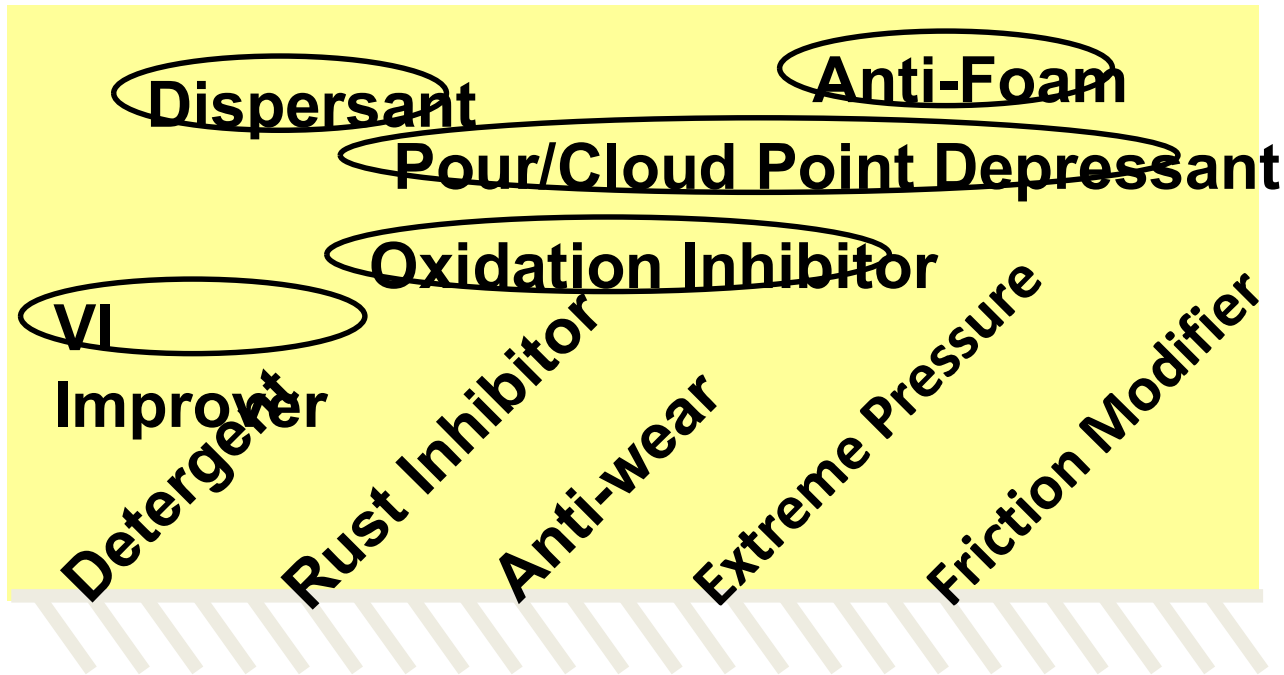 Dispersant
Anti-Foam
Pour/Cloud Point Depressant
Oxidation Inhibitor
VI
Improver
Detergent
Rust Inhibitor
Anti-wear
Extreme Pressure
Friction Modifier